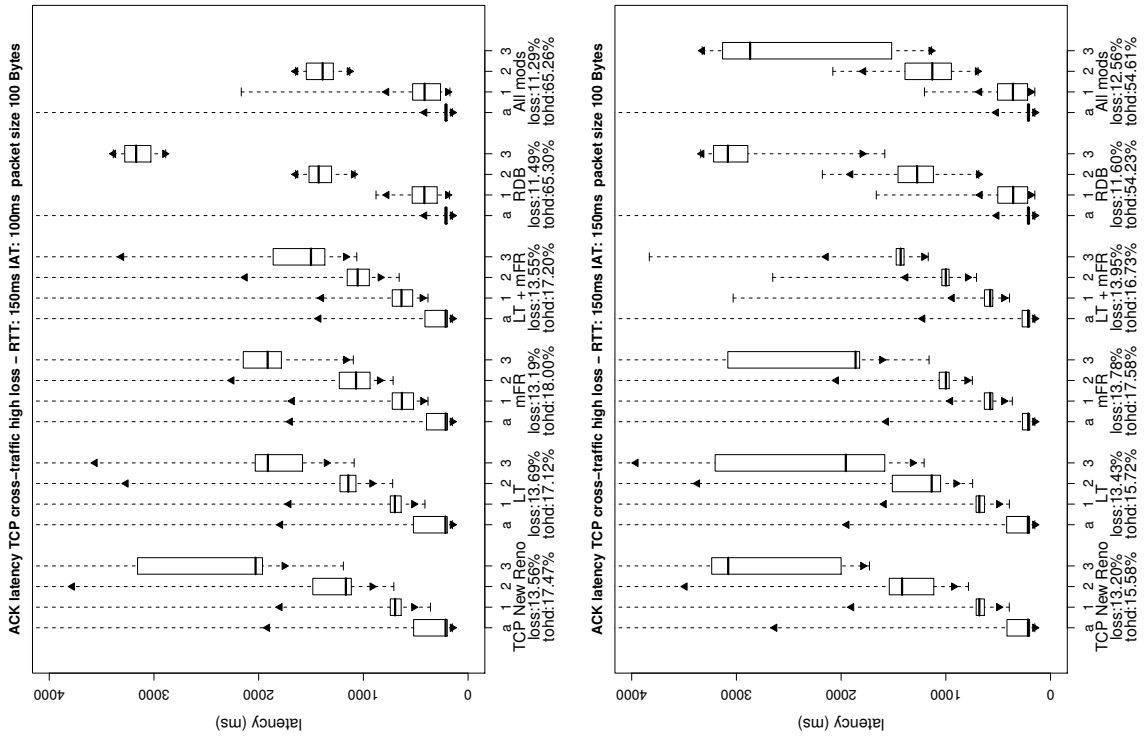 ACK latency TCP cross−traffic high loss − RTT: 150ms IAT: 100ms packet size 100 Bytes
latency (ms)
0 1000 2000 3000 4000
a 1 2 3 a 1 2 3 a 1 2 3 a 1 2 3 a 1 2 3 a 1 2 3
TCP New Reno LT mFR LT + mFR RDB All mods
loss:13.56% loss:13.69% loss:13.19% loss:13.55% loss:11.49% loss:11.29%
tohd:17.47% tohd:17.12% tohd:18.00% tohd:17.20% tohd:65.30% tohd:65.26%
ACK latency TCP cross−traffic high loss − RTT: 150ms IAT: 150ms packet size 100 Bytes
latency (ms)
0 1000 2000 3000 4000
a 1 2 3 a 1 2 3 a 1 2 3 a 1 2 3 a 1 2 3 a 1 2 3
TCP New Reno LT mFR LT + mFR RDB All mods
loss:13.20% loss:13.43% loss:13.78% loss:13.95% loss:11.60% loss:12.56%
tohd:15.58% tohd:15.72% tohd:17.58% tohd:16.73% tohd:54.23% tohd:54.61%